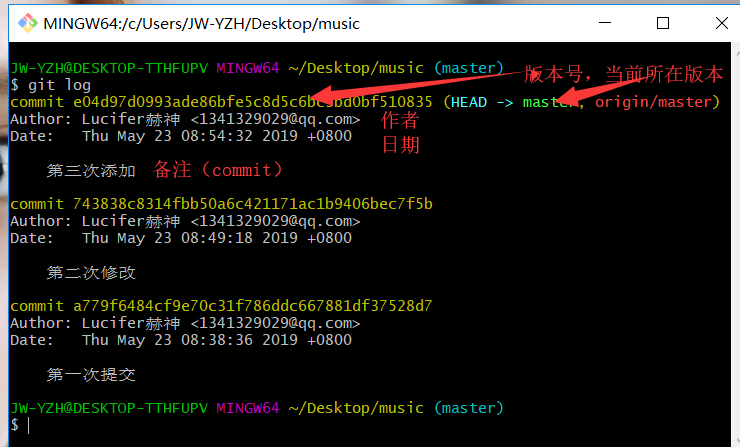 MINGW64:/c/Users/JW-YZH/Desktop/music
JW-YZH@DESKTOP-TTHFUPV MINGW64 ~/Desktop/music (master)
版本号，当前所在版本
$ git log
commit (HEAD -> master, origin/master)
Author: Lucifer赫神 <1341329029@qq.com> 作者
Date: Thu May 23 08:54:32 2019 +0800 日期
第三次添加 备注（commit）
commit 743838c8314fbb50a6c421171ac1b9406bec7f5b
Author: Lucifer赫神 <1341329029@qq.com>
Date: Thu May 23 08:49:18 2019 +0800
第二次修改
commit a779f6484cf9e70c31f786ddc667881df37528d7
Author: Lucifer赫神 <1341329029@qq.com>
Date: Thu May 23 08:38:36 2019 +0800
第一次提交
JW-YZH@DESKTOP-TTHFUPV MINGW64 ~/Desktop/music (master)
$